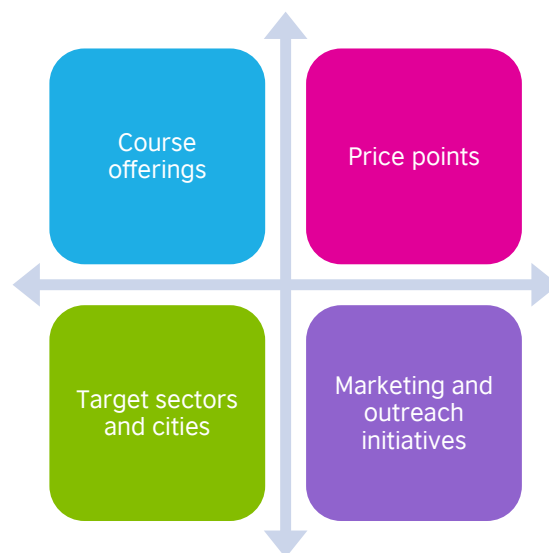 Course
offerings
Price points
Target sectors
and cities
Marketing and
outreach
initiatives